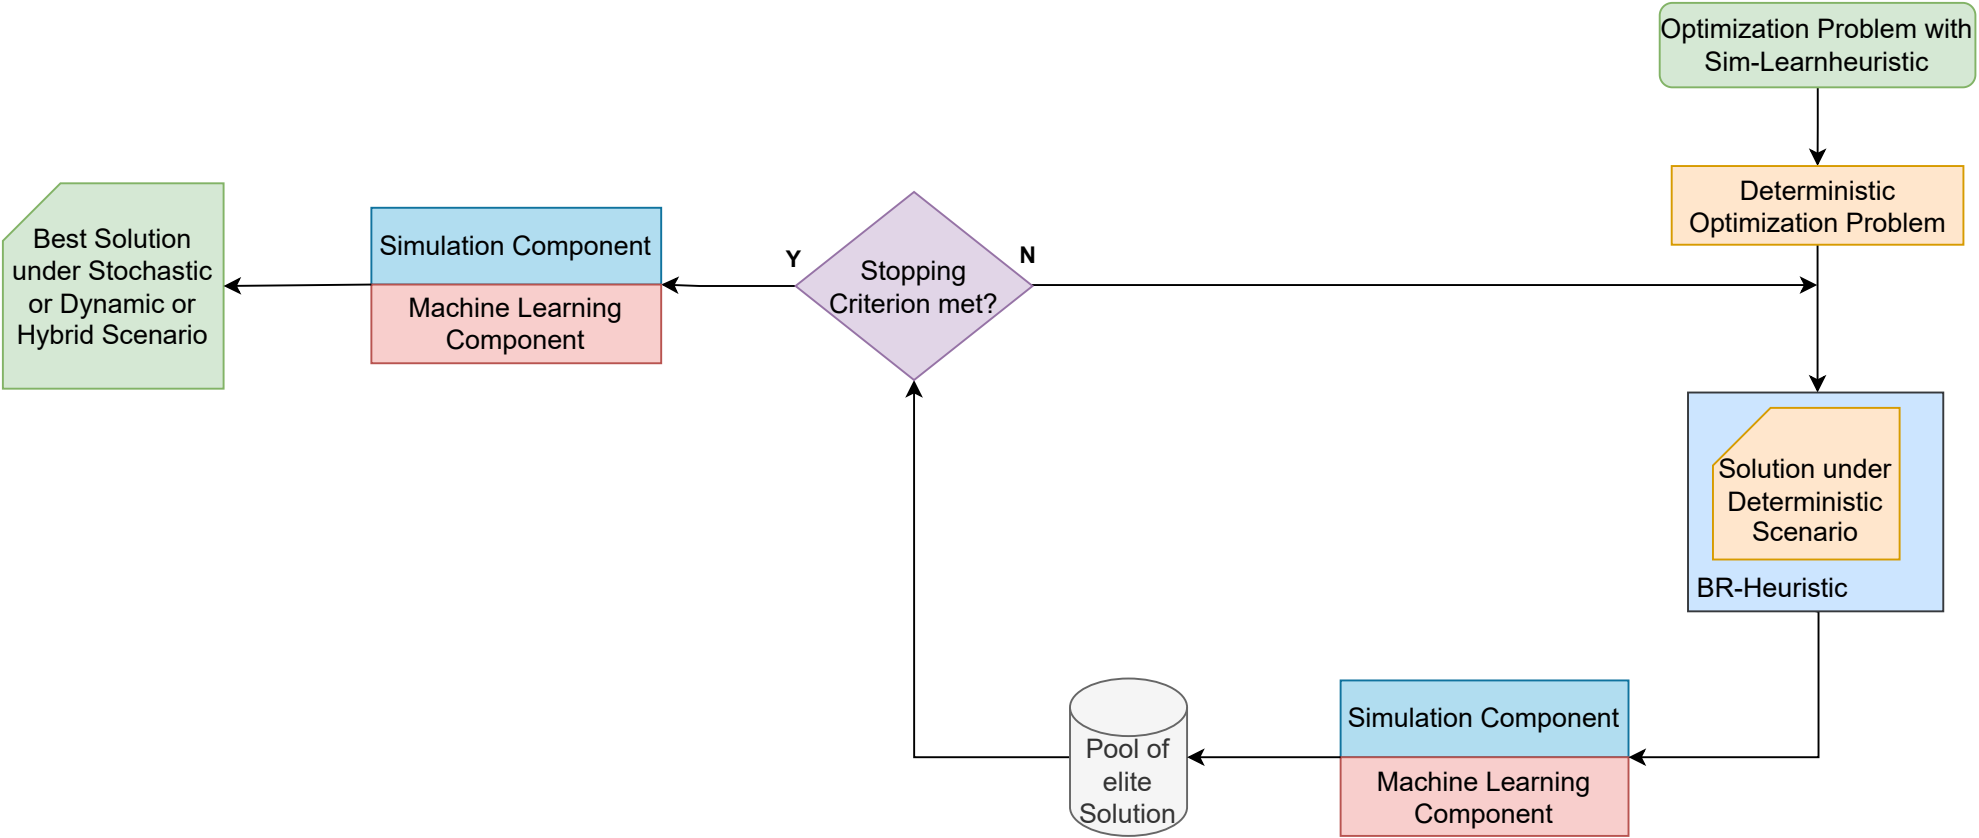 Optimization Problem with
Sim-Learnheuristic
Deterministic
Optimization Problem
Best Solution
under Stochastic
or Dynamic or
Hybrid Scenario
Simulation Component
Machine Learning
Component
Y
Stopping
Criterion met?
N
Solution under
Deterministic
Scenario
BR-Heuristic
Simulation Component
Machine Learning
Component
Pool of
elite
Solution